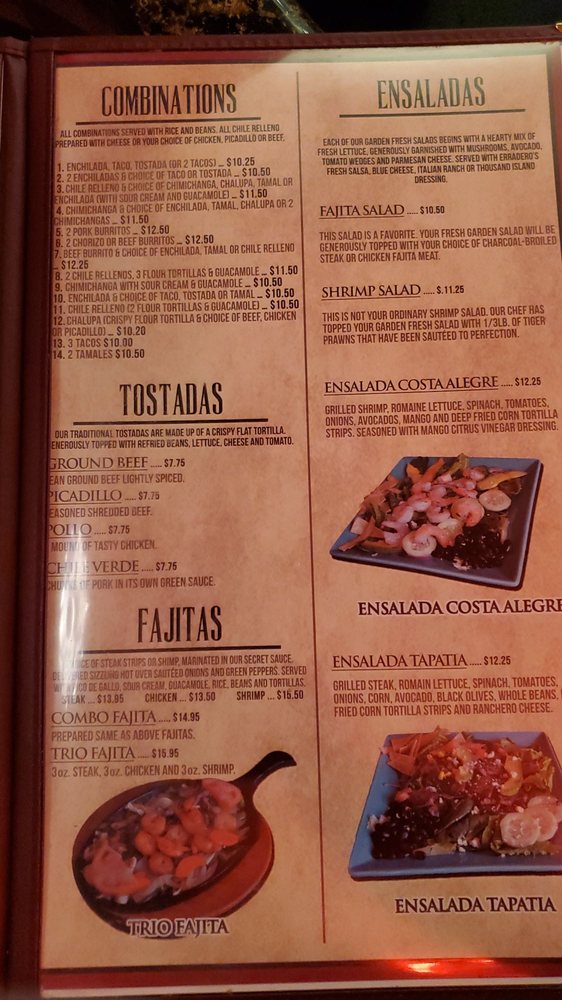 COMBINATIONS
ALL COMBINATIONS SERVED WITH RICE AND BEANS. ALL CHILE RELLENO
PREPARED WITH CHEESE OR YOUR CHOICE OF CHICKEN, PICADILLO OR BEEF.
1. ENCHILADA, TACO, TOSTADA (OR 2 TACOS) ... $10.25
2. 2 ENCHILADAS & CHOICE OF TACO OR TOSTADA ... $10.50
3. CHILE RELLENO & CHOICE OF CHIMICHANGA, CHALUPA, TAMAL OR
ENCHILADA (WITH SOUR CREAM AND GUACAMOLE) ... $11.50
4. CHIMICHANGA & CHOICE OF ENCHILADA, TAMAL, CHALUPA OR 2
CHIMICHANGAS ... $11.50
5. 2 PORK BURRITOS ... $12.50
6. 2 CHORIZO OR BEEF BURRITOS ... $12.50
7. BEEF BURRITO & CHOICE OF ENCHILADA, TAMAL OR CHILE RELLENO
... $12.25
8. 2 CHILE RELLENOS, 3 FLOUR TORTILLAS & GUACAMOLE ... $11.50
9. CHIMICHANGA WITH SOUR CREAM & GUACAMOLE ... $10.50
10. ENCHILADA & CHOICE OF TACO, TOSTADA OR TAMAL ... $10.50
11. CHILE RELLENO (2 FLOUR TORTILLAS & GUACAMOLE) ... $10.50
12. CHALUPA (CRISPY FLOUR TORTILLA & CHOICE OF BEEF, CHICKEN
OR PICADILLO) ... $10.20
13. 3 TACOS $10.00
14. 2 TAMALES $10.50
TOSTADAS
OUR TRADITIONAL TOSTADAS ARE MADE UP OF A CRISPY FLAT TORTILLA.
ENEROUSLY TOPPED WITH REFRIED BEANS, LETTUCE, CHEESE AND TOMATO.
GROUND BEEF ..... $7.75
EAN GROUND BEEF LIGHTLY SPICED.
PICADILLO ..... $7.75
EASONED SHREDDED BEEF.
POLLO ..... $7.75
MOUND OF TASTY CHICKEN.
CHILE VERDE ..... $7.75
CHUNKS OF PORK IN ITS OWN GREEN SAUCE.
FAJITAS
OICE OF STEAK STRIPS OR SHIMP, MARINATED IN OUR SECRET SAUCE.
DELIVERED SIZZLING HOT OVER SAUTÉED ONIONS AND GREEN PEPPERS. SERVED
WITH PICO DE GALLO, SOUR CREAM, GUACAMOLE, RICE, BEANS AND TORTILLAS.
STEAK ... $13.95 CHICKEN ... $13.50 SHRIMP ... $15.50
COMBO FAJITA ..... $14.95
PREPARED SAME AS ABOVE FAJITAS.
TRIO FAJITA ..... $15.95
3 oz. STEAK, 3 oz. CHICKEN AND 3 oz. SHRIMP.
TRIO FAJITA
ENSALADAS
EACH OF OUR GARDEN FRESH SALADS BEGINS WITH A HEARTY MIX OF
FRESH LETTUCE, GENEROUSLY GARNISHED WITH MUSHROOMS, AVOCADO,
TOMATO WEDGES AND PARMESAN CHEESE. SERVED WITH ERRADERO'S
FRESH SALSA, BLUE CHEESE, ITALIAN RANCH OR THOUSAND ISLAND
DRESSING.
FAJITA SALAD ..... $10.50
THIS SALAD IS A FAVORITE. YOUR FRESH GARDEN SALAD WILL BE
GENEROUSLY TOPPED WITH YOUR CHOICE OF CHARCOAL-BROILED
STEAK OR CHICKEN FAJITA MEAT.
SHRIMP SALAD ..... $.11.25
THIS IS NOT YOUR ORDINARY SHRIMP SALAD. OUR CHEF HAS
TOPPED YOUR GARDEN FRESH SALAD WITH 1/3LB. OF TIGER
PRAWNS THAT HAVE BEEN SAUTÉED TO PERFECTION.
ENSALADA COSTA ALEGRE ..... $12.25
GRILLED SHRIMP, ROMAINE LETTUCE, SPINACH, TOMATOES,
ONIONS, AVOCADOS, MANGO AND DEEP FRIED CORN TORTILLA
STRIPS. SEASONED WITH MANGO CITRUS VINEGAR DRESSING.
ENSALADA COSTA ALEGRE
ENSALADA TAPATIA ..... $12.25
GRILLED STEAK, ROMAIN LETTUCE, SPINACH, TOMATOES,
ONIONS, CORN, AVOCADO, BLACK OLIVES, WHOLE BEANS,
FRIED CORN TORTILLA STRIPS AND RANCHERO CHEESE.
ENSALADA TAPATIA